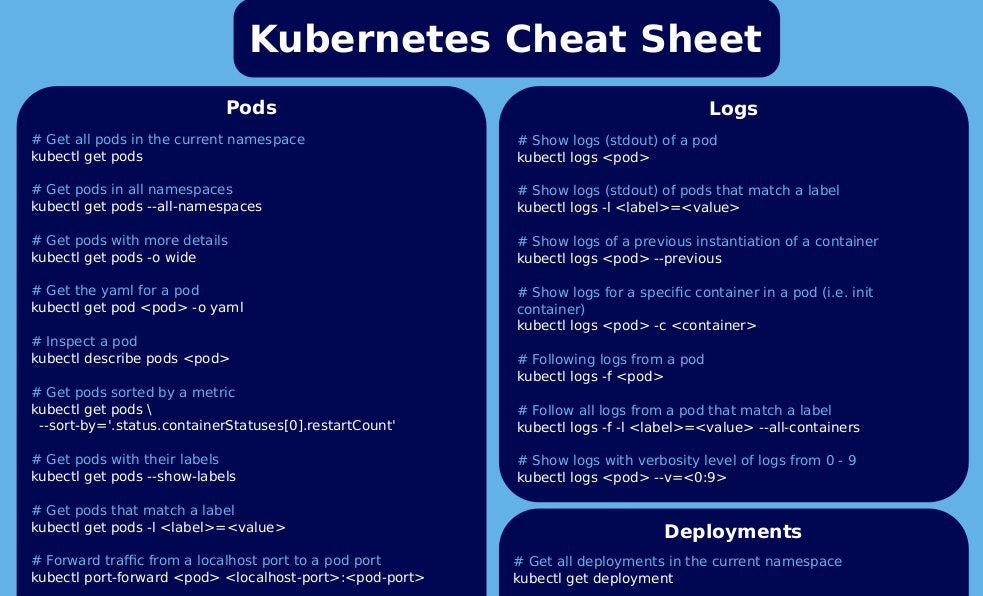 Kubernetes Cheat Sheet
Pods
# Get all pods in the current namespace
kubectl get pods
# Get pods in all namespaces
kubectl get pods --all-namespaces
# Get pods with more details
kubectl get pods -o wide
# Get the yaml for a pod
kubectl get pod <pod> -o yaml
# Inspect a pod
kubectl describe pods <pod>
# Get pods sorted by a metric
kubectl get pods \
--sort-by='.status.containerStatuses[0].restartCount'
# Get pods with their labels
kubectl get pods --show-labels
# Get pods that match a label
kubectl get pods -l <label>=<value>
# Forward traffic from a localhost port to a pod port
kubectl port-forward <pod> <localhost-port>:<pod-port>
Logs
# Show logs (stdout) of a pod
kubectl logs <pod>
# Show logs (stdout) of pods that match a label
kubectl logs -l <label>=<value>
# Show logs of a previous instantiation of a container
kubectl logs <pod> --previous
# Show logs for a specific container in a pod (i.e. init
container)
kubectl logs <pod> -c <container>
# Following logs from a pod
kubectl logs -f <pod>
# Follow all logs from a pod that match a label
kubectl logs -f -l <label>=<value> --all-containers
# Show logs with verbosity level of logs from 0 - 9
kubectl logs <pod> --v=<0:9>
Deployments
# Get all deployments in the current namespace
kubectl get deployment